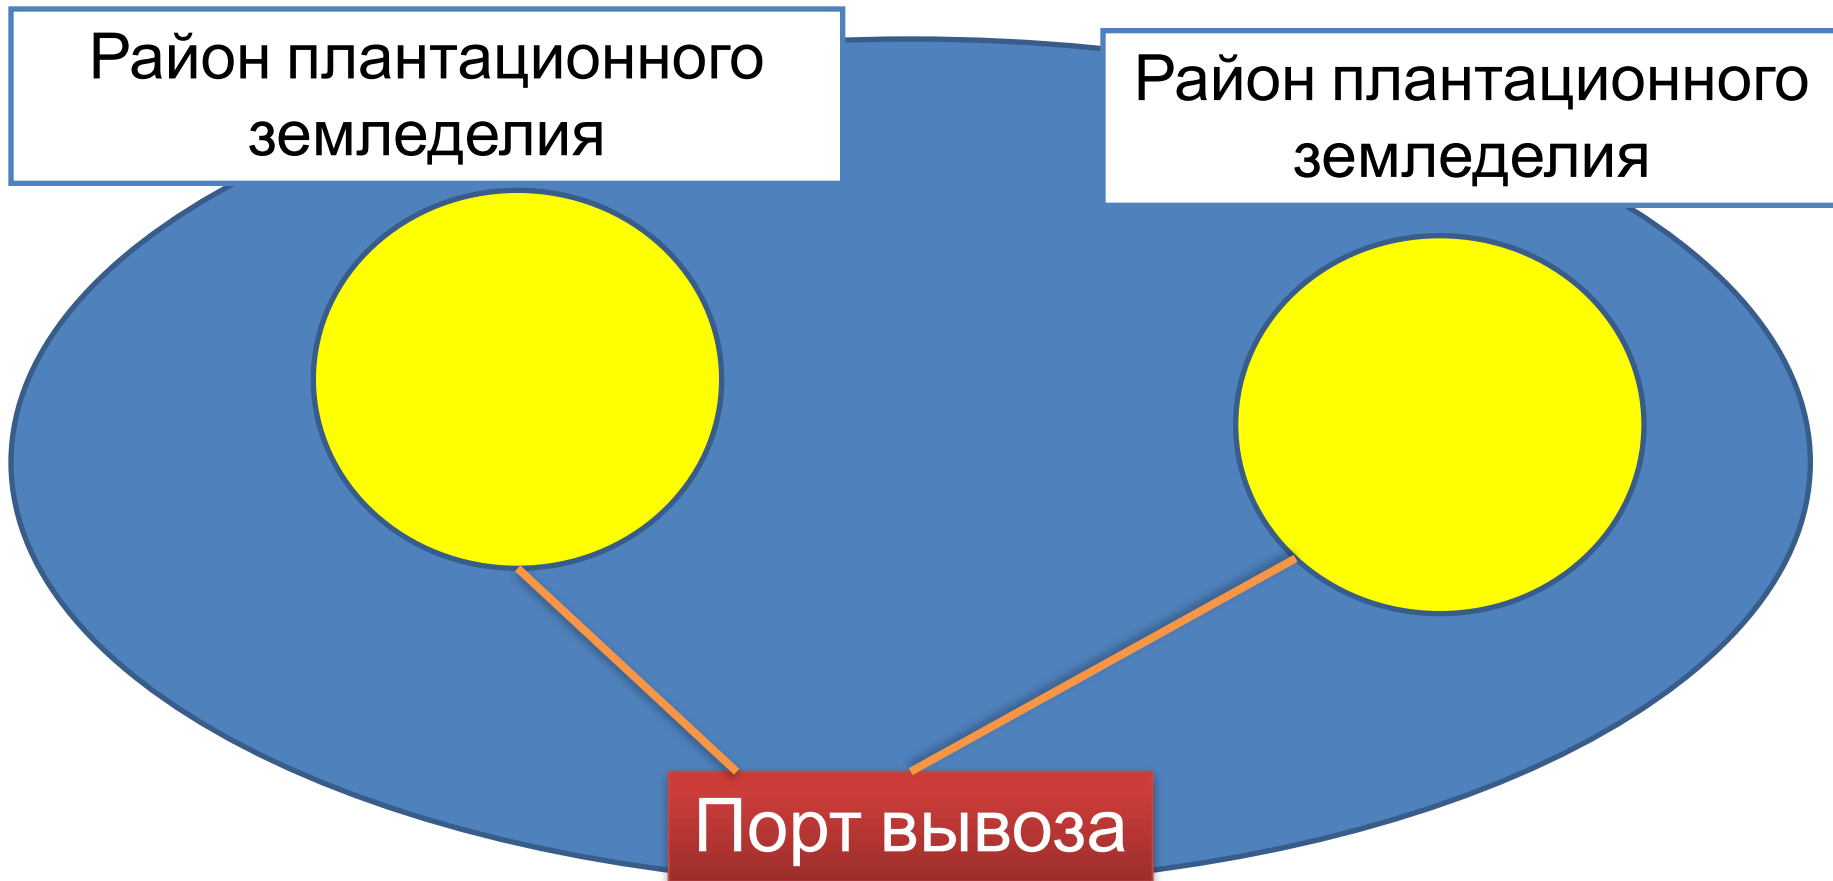 Район плантационного
земледелия
Район плантационного
земледелия
Порт вывоза